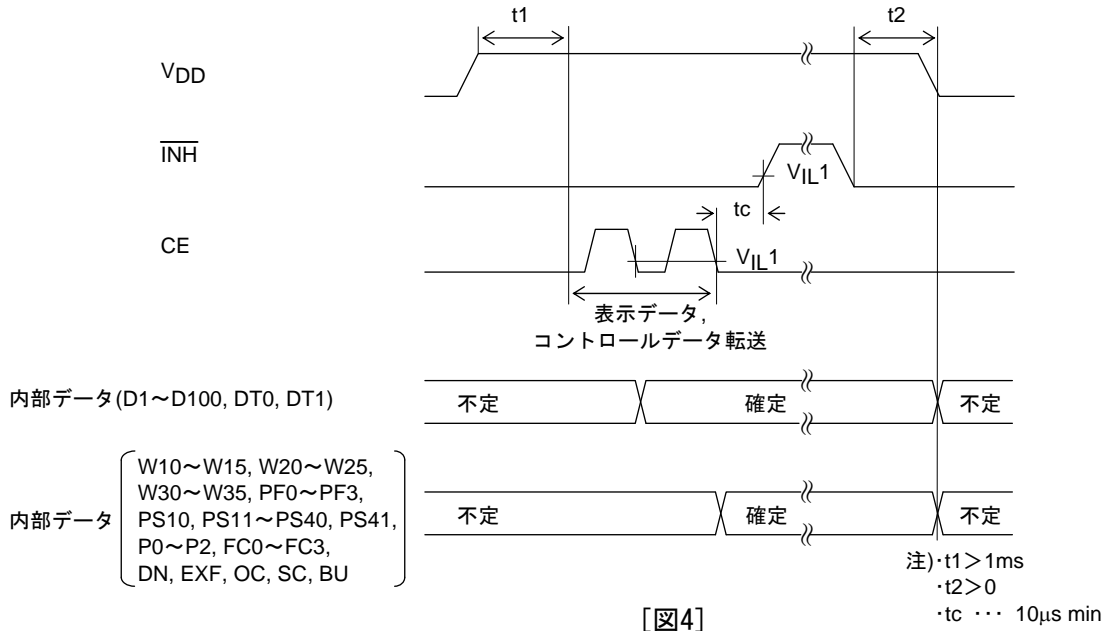 t1
t2
VDD
INH
VIL1
tc
CE
VIL1
表示データ,
コントロールデータ転送
内部データ(D1～D100, DT0, DT1)
不定
確定
不定
内部データ
W10～W15, W20～W25,
W30～W35, PF0～PF3,
PS10, PS11～PS40, PS41,
P0～P2, FC0～FC3,
DN, EXF, OC, SC, BU
不定
確定
不定
注)・t1＞1ms
・t2＞0
・tc ・・・ 10μs min
[図4]